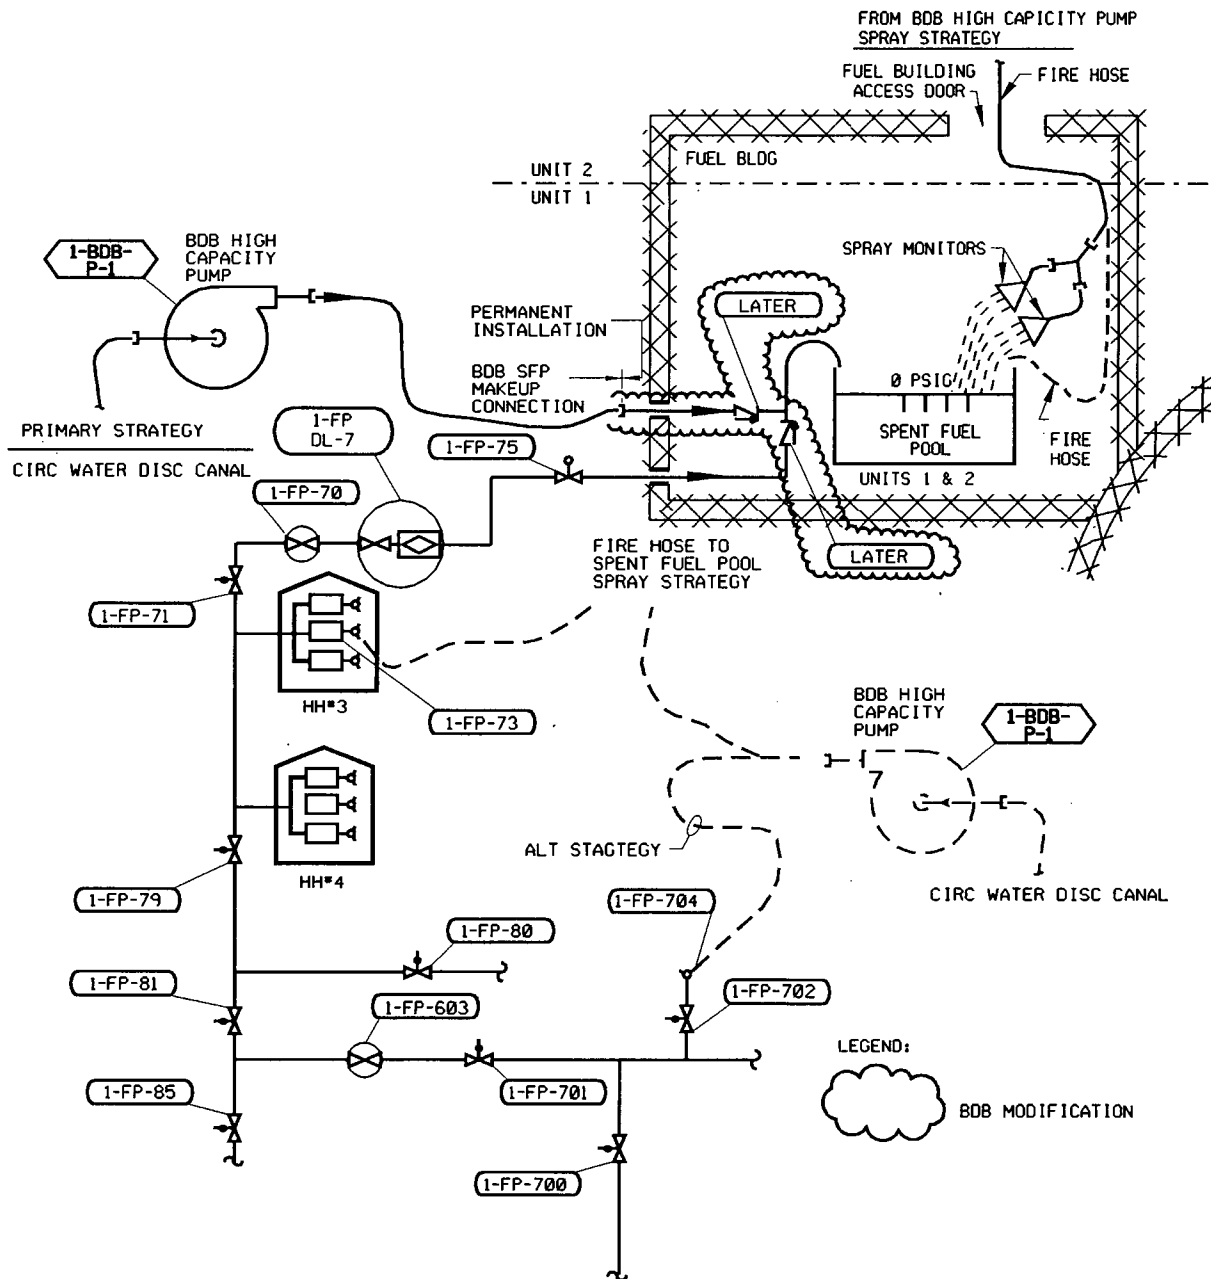 FROM BDB HIGH CAPICITY PUMP
SPRAY STRATEGY
FUEL BUILDING
ACCESS DOOR
FIRE HOSE
FUEL BLDG
UNIT 2
UNIT 1
1-BDB-
P-1
BDB HIGH
CAPACITY
PUMP
SPRAY MONITORS
LATER
PERMANENT
INSTALLATION
BDB SFP
MAKEUP
CONNECTION
0 PSIG
SPENT FUEL
POOL
FIRE
HOSE
UNITS 1 & 2
PRIMARY STRATEGY
CIRC WATER DISC CANAL
1-FP
DL-7
1-FP-75
1-FP-70
LATER
FIRE HOSE TO
SPENT FUEL POOL
SPRAY STRATEGY
1-FP-71
HH#3
1-FP-73
BDB HIGH
CAPACITY
PUMP
1-BDB-
P-1
HH#4
ALT STAGTEGY
1-FP-79
1-FP-704
CIRC WATER DISC CANAL
1-FP-80
1-FP-81
1-FP-603
1-FP-702
LEGEND:
1-FP-85
1-FP-701
BDB MODIFICATION
1-FP-700